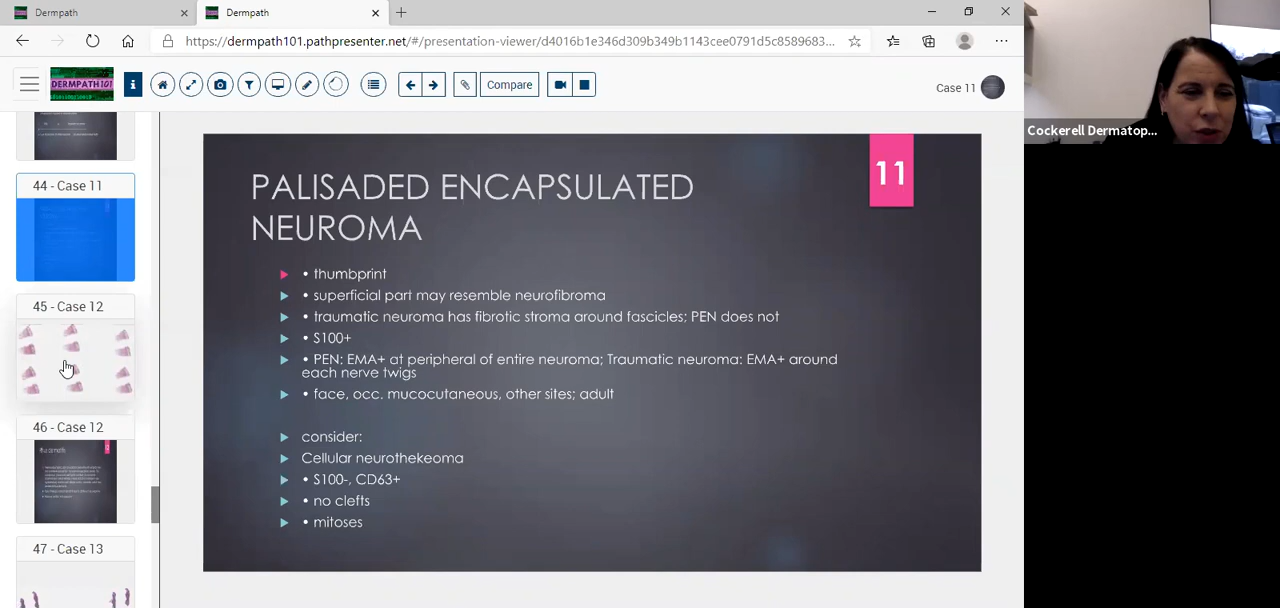 Dermpath
Dermpath
https://dermpath101.pathpresenter.net/#/presentation-viewer/d4016b1e346d309b349b1143cee0791d5c8589683...
DERMPATH101
Compare
Case 11
Cockerell Dermatop...
44 - Case 11
45 - Case 12
46 - Case 12
47 - Case 13
11
PALISADED ENCAPSULATED
NEUROMA
• thumbprint
• superficial part may resemble neurofibroma
• traumatic neuroma has fibrotic stroma around fascicles; PEN does not
• S100+
• PEN: EMA+ at peripheral of entire neuroma; Traumatic neuroma: EMA+ around
each nerve twigs
• face, occ. mucocutaneous, other sites; adult
consider:
Cellular neurothekeoma
• S100-, CD63+
• no clefts
• mitoses